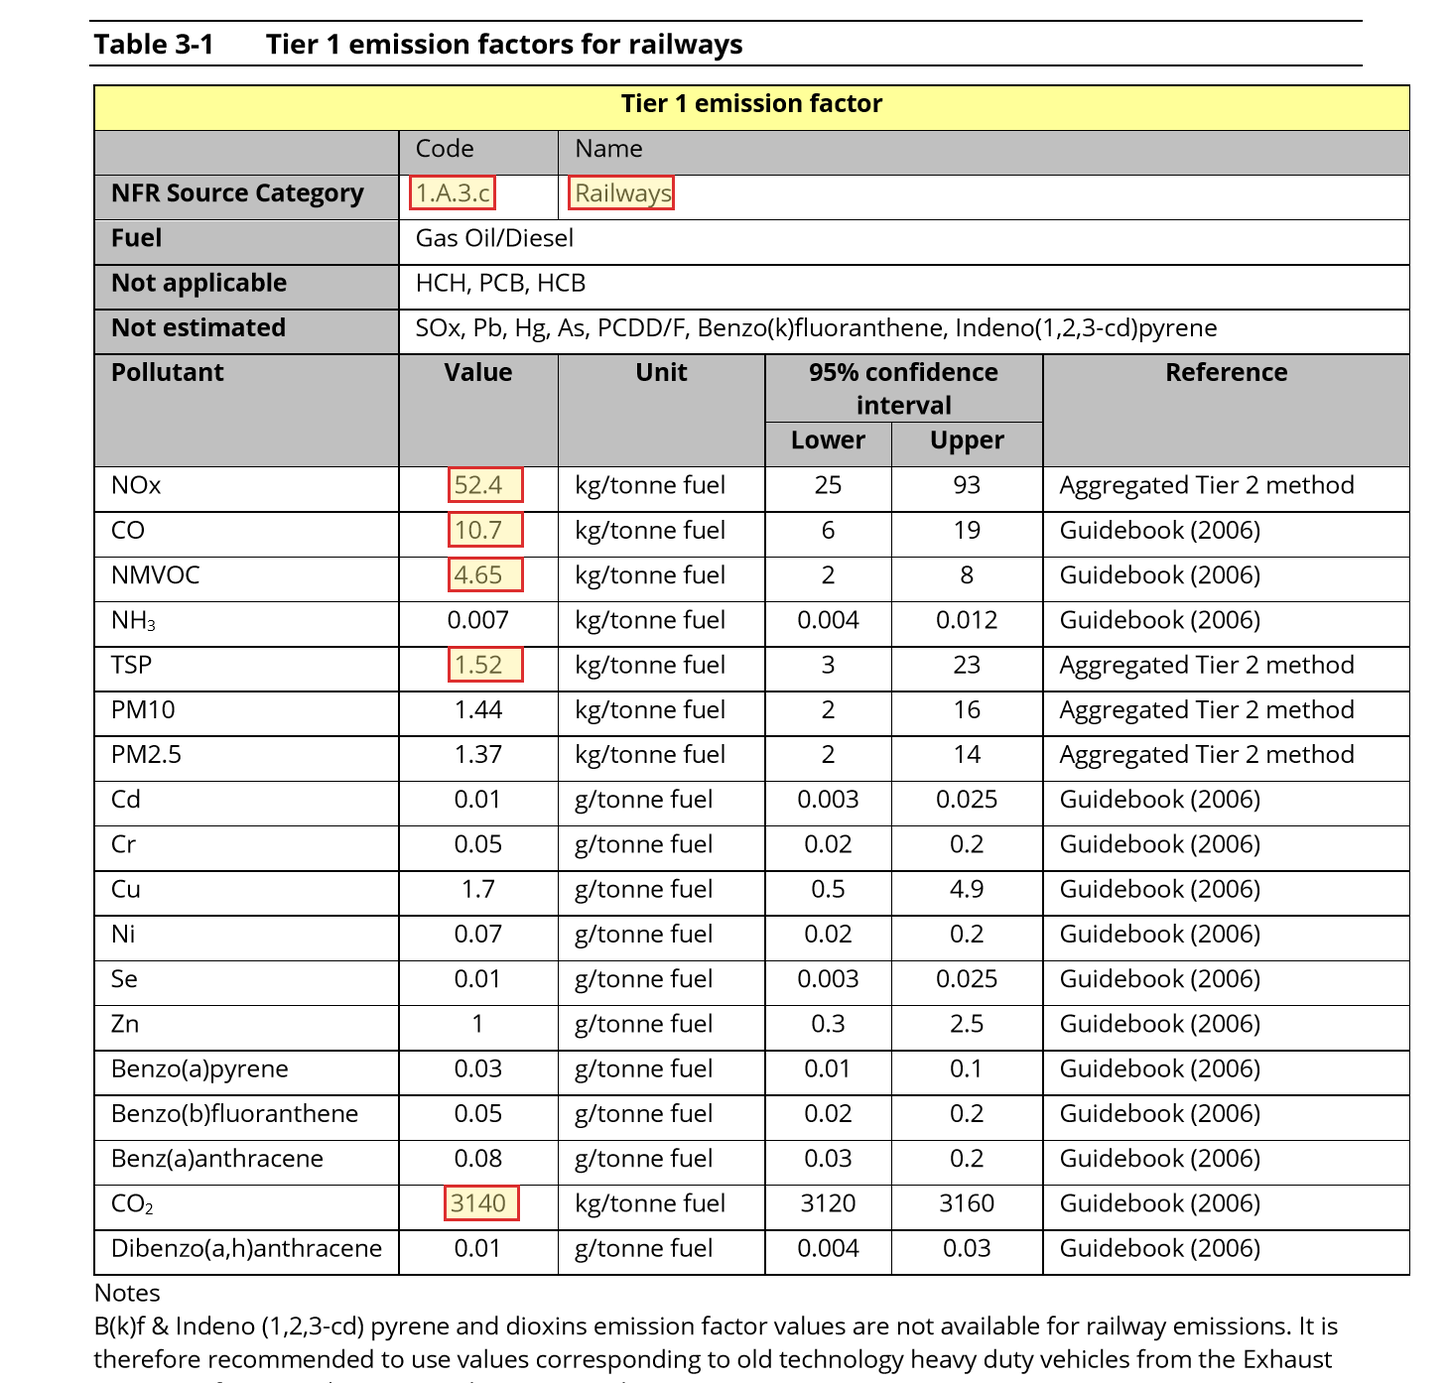 Table 3-1 Tier 1 emission factors for railways
Tier 1 emission factor
Code Name
NFR Source Category 1.A.3.c Railways
Fuel Gas Oil/Diesel
Not applicable HCH, PCB, HCB
Not estimated SOx, Pb, Hg, As, PCDD/F, Benzo(k)fluoranthene, Indeno(1,2,3-cd)pyrene
Pollutant Value Unit 95% confidence interval Reference
Lower Upper
NOx 52.4 kg/tonne fuel 25 93 Aggregated Tier 2 method
CO 10.7 kg/tonne fuel 6 19 Guidebook (2006)
NMVOC 4.65 kg/tonne fuel 2 8 Guidebook (2006)
NH₃ 0.007 kg/tonne fuel 0.004 0.012 Guidebook (2006)
TSP 1.52 kg/tonne fuel 3 23 Aggregated Tier 2 method
PM10 1.44 kg/tonne fuel 2 16 Aggregated Tier 2 method
PM2.5 1.37 kg/tonne fuel 2 14 Aggregated Tier 2 method
Cd 0.01 g/tonne fuel 0.003 0.025 Guidebook (2006)
Cr 0.05 g/tonne fuel 0.02 0.2 Guidebook (2006)
Cu 1.7 g/tonne fuel 0.5 4.9 Guidebook (2006)
Ni 0.07 g/tonne fuel 0.02 0.2 Guidebook (2006)
Se 0.01 g/tonne fuel 0.003 0.025 Guidebook (2006)
Zn 1 g/tonne fuel 0.3 2.5 Guidebook (2006)
Benzo(a)pyrene 0.03 g/tonne fuel 0.01 0.1 Guidebook (2006)
Benzo(b)fluoranthene 0.05 g/tonne fuel 0.02 0.2 Guidebook (2006)
Benz(a)anthracene 0.08 g/tonne fuel 0.03 0.2 Guidebook (2006)
CO₂ 3140 kg/tonne fuel 3120 3160 Guidebook (2006)
Dibenzo(a,h)anthracene 0.01 g/tonne fuel 0.004 0.03 Guidebook (2006)
Notes
B(k)f & Indeno (1,2,3-cd) pyrene and dioxins emission factor values are not available for railway emissions. It is
therefore recommended to use values corresponding to old technology heavy duty vehicles from the Exhaust